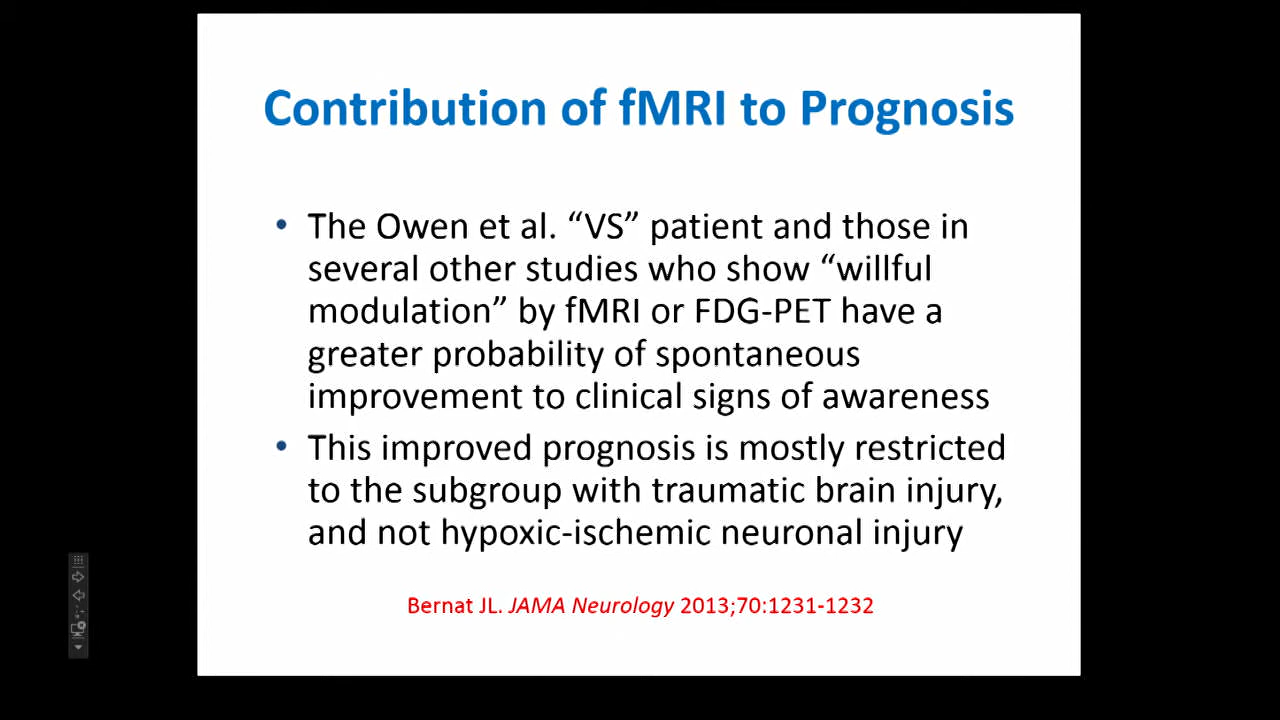 Contribution of fMRI to Prognosis
• The Owen et al. “VS” patient and those in
several other studies who show “willful
modulation” by fMRI or FDG-PET have a
greater probability of spontaneous
improvement to clinical signs of awareness
• This improved prognosis is mostly restricted
to the subgroup with traumatic brain injury,
and not hypoxic-ischemic neuronal injury
Bernat JL. JAMA Neurology 2013;70:1231-1232